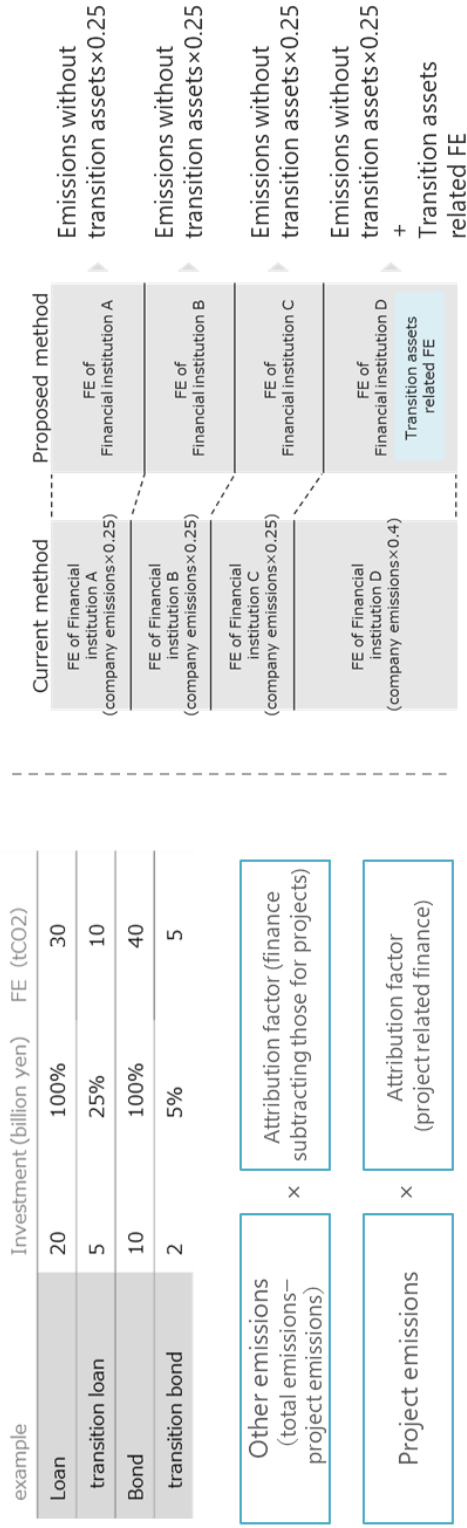 example Investment (billion yen) FE (tCO2)
Loan 20 100% 30
transition loan 5 25% 10
Bond 10 100% 40
transition bond 2 5% 5
Other emissions
(total emissions–
project emissions)
×
Attribution factor (finance
subtracting those for projects)
Project emissions
×
Attribution factor
(project related finance)
Current method
FE of Financial
institution A
(company emissions×0.25)
FE of Financial
institution B
(company emissions×0.25)
FE of Financial
institution C
(company emissions×0.25)
FE of Financial
institution D
(company emissions×0.4)
Proposed method
FE of
Financial institution A
FE of
Financial institution B
FE of
Financial institution C
FE of
Financial institution D
Transition assets
related FE
Emissions without
transition assets×0.25
Emissions without
transition assets×0.25
Emissions without
transition assets×0.25
Emissions without
transition assets×0.25
+
Transition assets
related FE